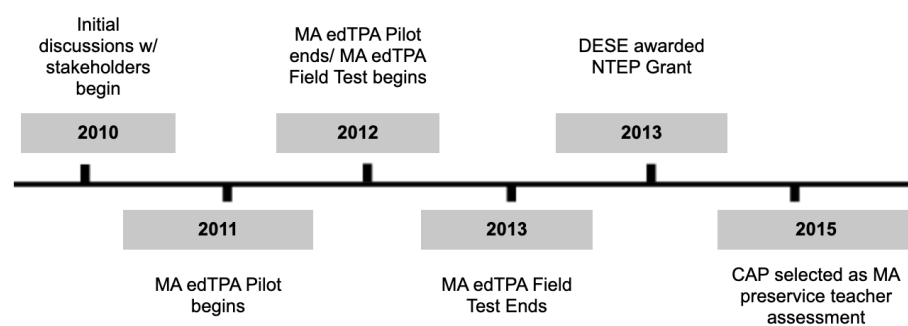 Initial
discussions w/
stakeholders
begin
2010
2011
MA edTPA Pilot
begins
MA edTPA Pilot
ends/ MA edTPA
Field Test begins
2012
2013
MA edTPA Field
Test Ends
DESE awarded
NTEP Grant
2013
2015
CAP selected as MA
preservice teacher
assessment